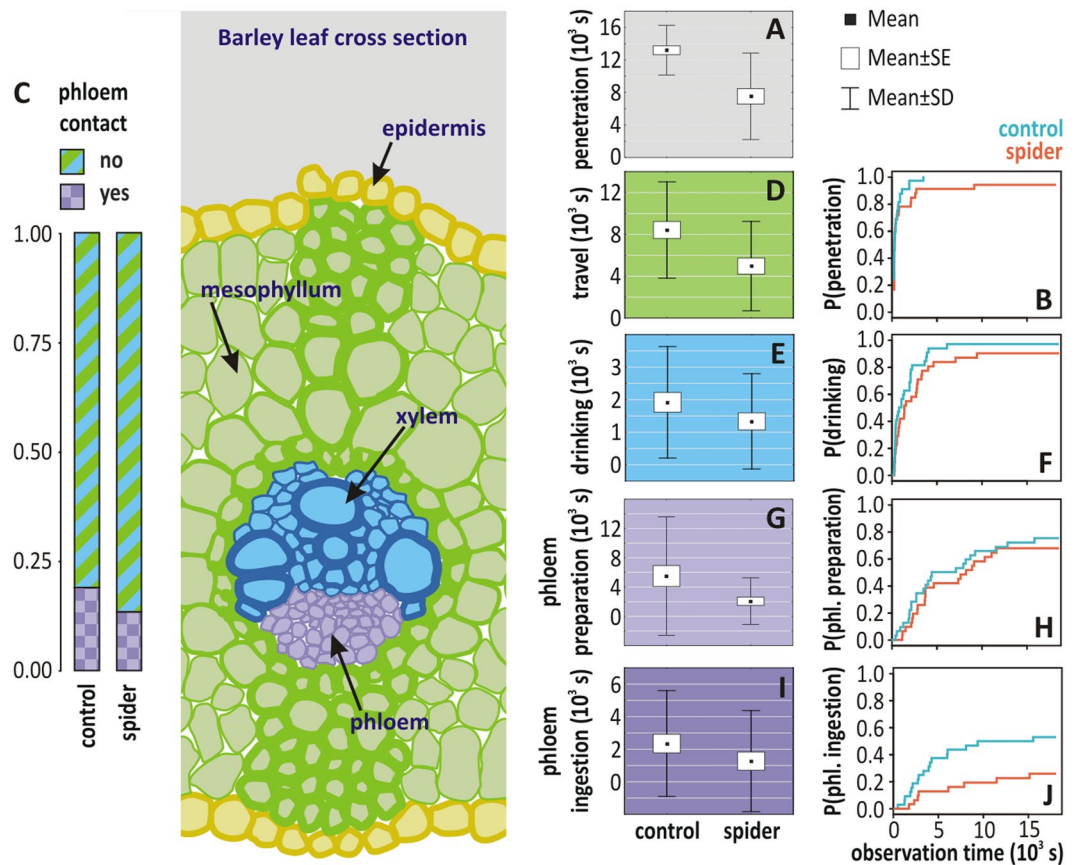 Barley leaf cross section
C
phloem
contact
no
yes
1.00
0.75
0.50
0.25
0.00
control
spider
epidermis
mesophyllum
xylem
phloem
A
penetration (10³ s)
16
12
8
4
0
Mean
Mean±SE
Mean±SD
control
spider
D
travel (10³ s)
12
8
4
0
B
P(penetration)
1.0
0.8
0.6
0.4
0.2
0.0
E
drinking (10³ s)
3
2
1
0
F
P(drinking)
1.0
0.8
0.6
0.4
0.2
0.0
G
phloem
preparation (10³ s)
12
8
4
0
H
P(phl. preparation)
1.0
0.8
0.6
0.4
0.2
0.0
I
phloem
ingestion (10³ s)
6
4
2
0
control
spider
J
P(phl. ingestion)
1.0
0.8
0.6
0.4
0.2
0.0
0
5
10
15
observation time (10³ s)